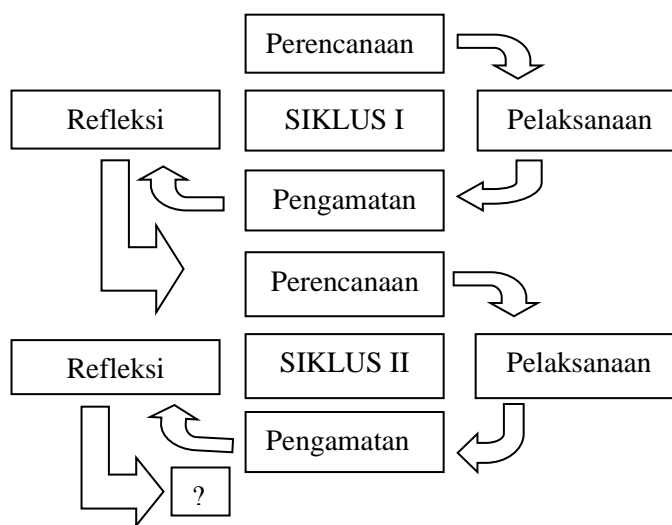 Perencanaan
Refleksi
SIKLUS I
Pelaksanaan
Pengamatan
Perencanaan
Refleksi
SIKLUS II
Pelaksanaan
Pengamatan
?